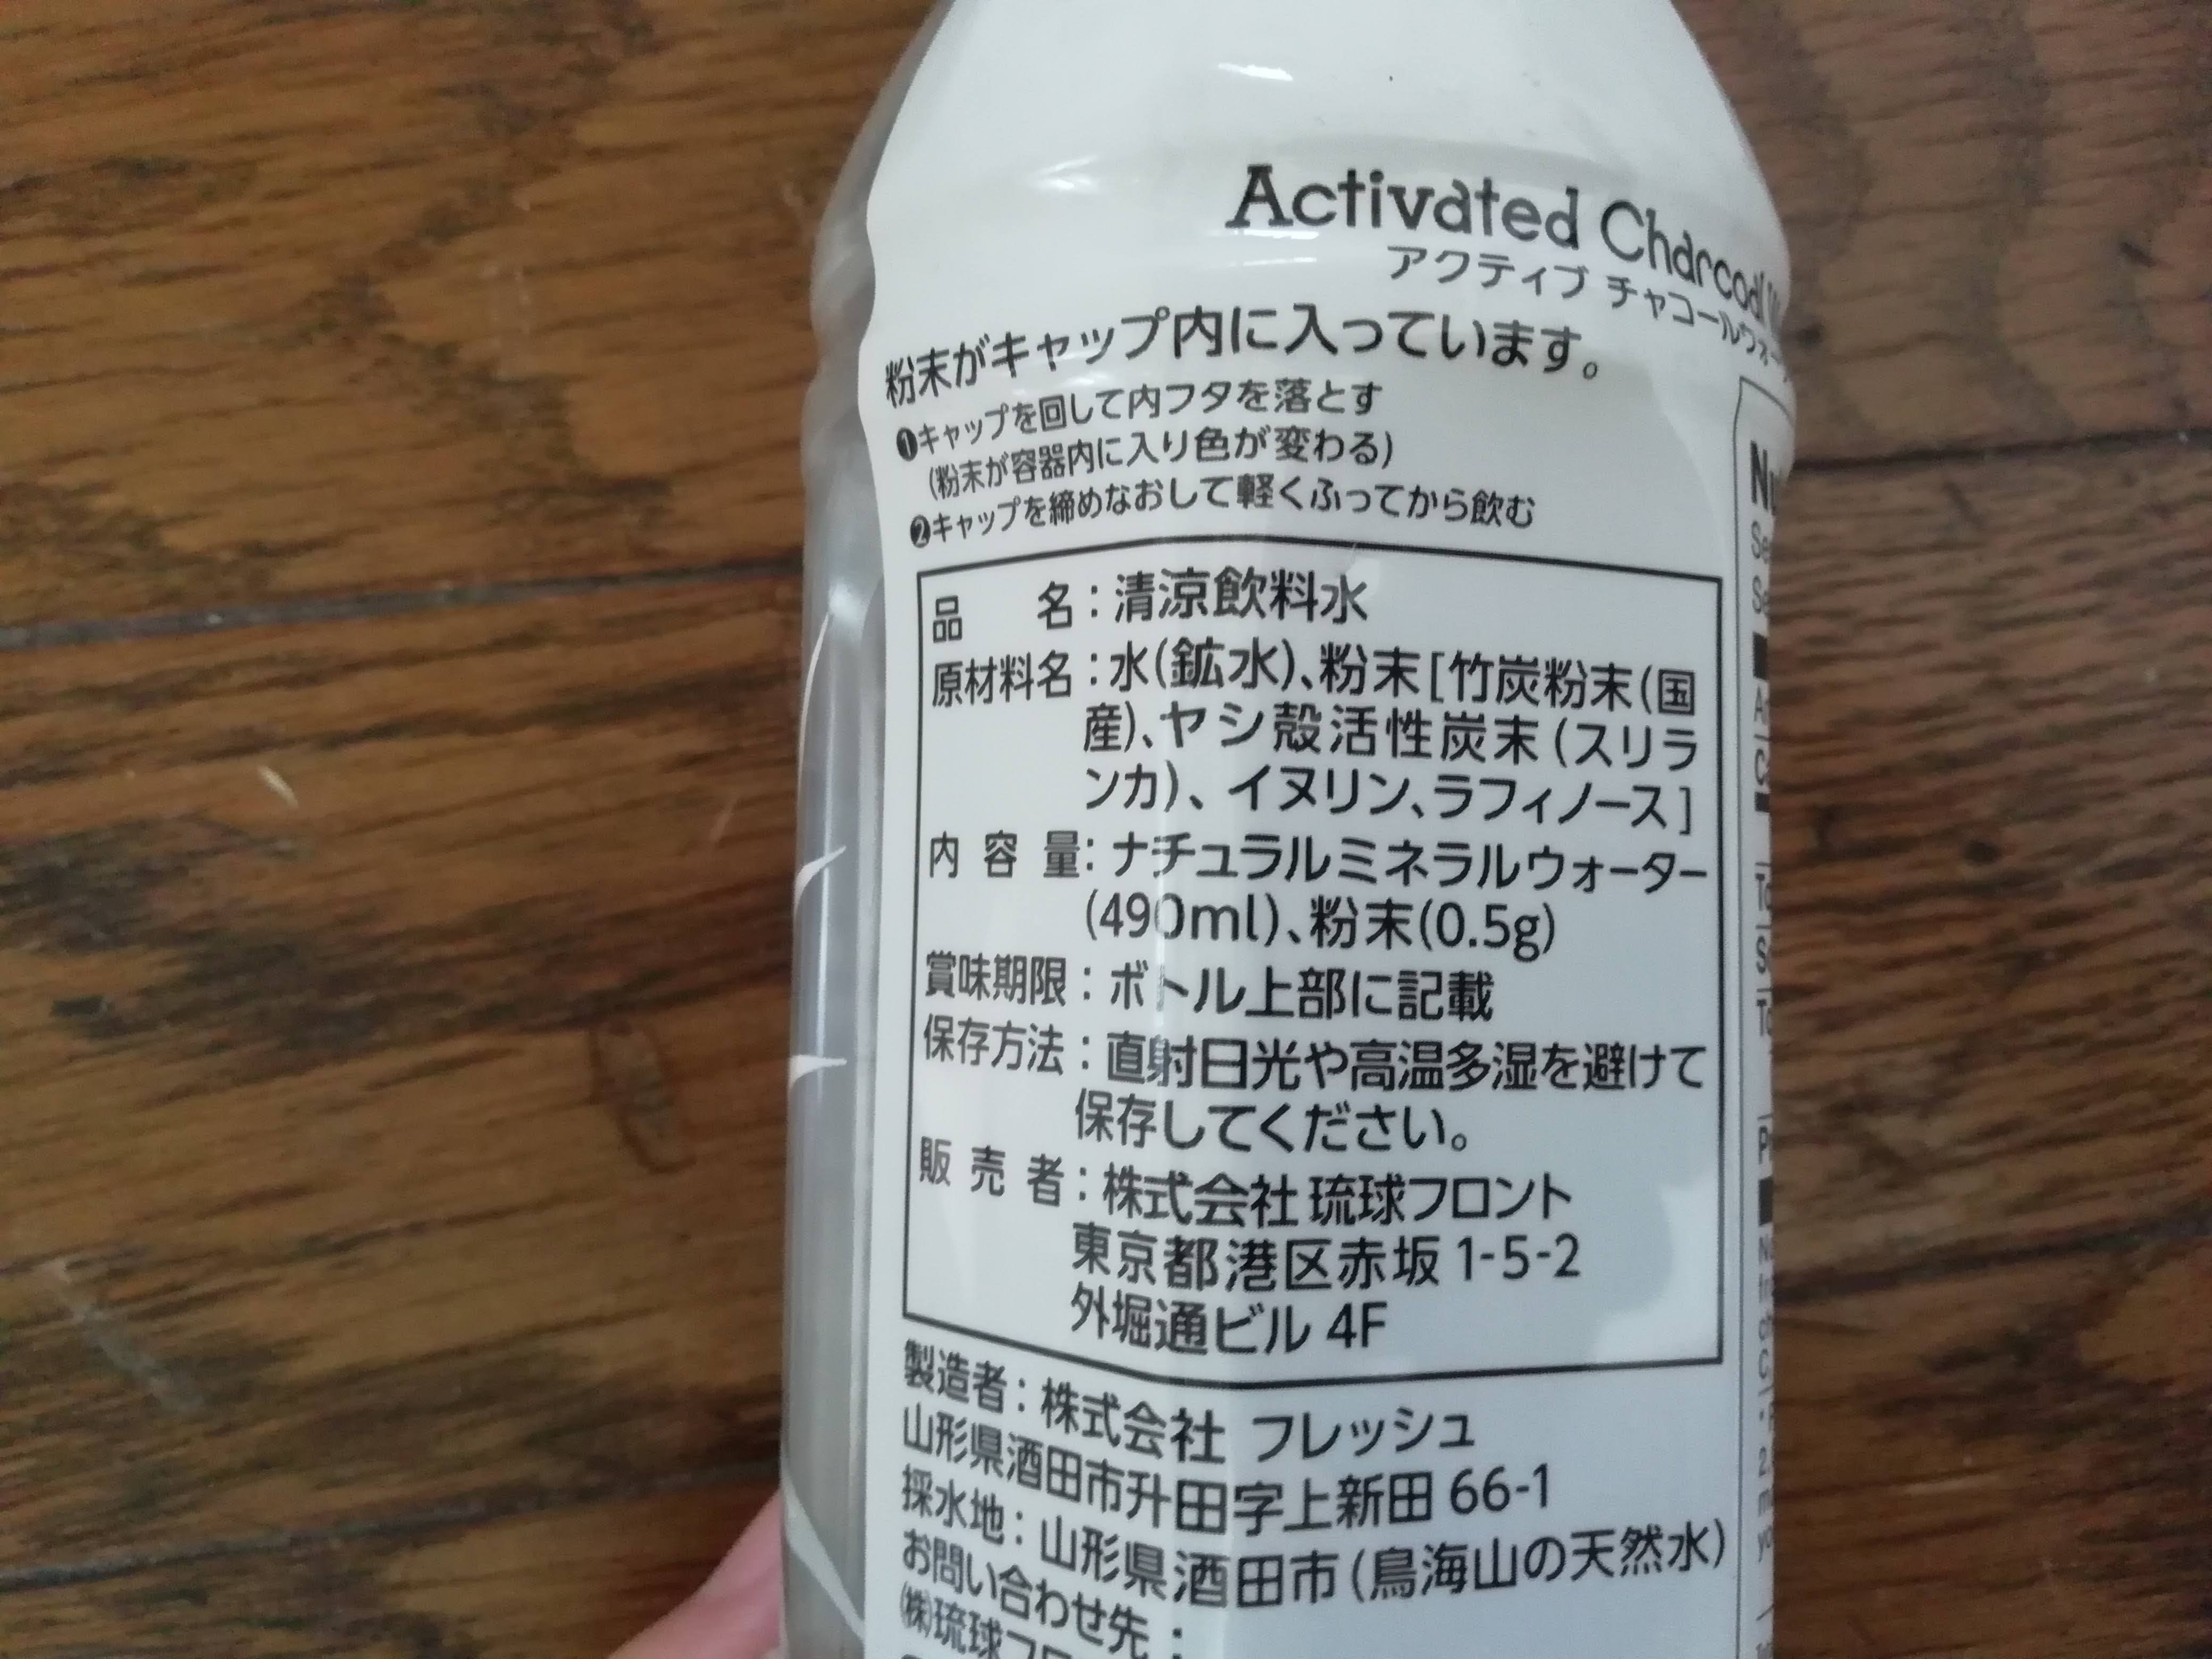 Activated Charcoal
アクティブ チャコールウォー
粉末がキャップ内に入っています。
❶キャップを回して内フタを落とす
(粉末が容器内に入り色が変わる)
❷キャップを締めなおして軽くふってから飲む
品 名：清涼飲料水
原材料名：水(鉱水)、粉末[竹炭粉末(国
産)、ヤシ殻活性炭末(スリラ
ンカ)、イヌリン、ラフィノース]
内容量：ナチュラルミネラルウォーター
(490ml)、粉末(0.5g)
賞味期限：ボトル上部に記載
保存方法：直射日光や高温多湿を避けて
保存してください。
販売者：株式会社 琉球フロント
東京都港区赤坂 1-5-2
外堀通ビル 4F
製造者：株式会社 フレッシュ
山形県酒田市升田字上新田 66-1
採水地：山形県酒田市(鳥海山の天然水)
お問い合わせ先：
㈱琉球フロ